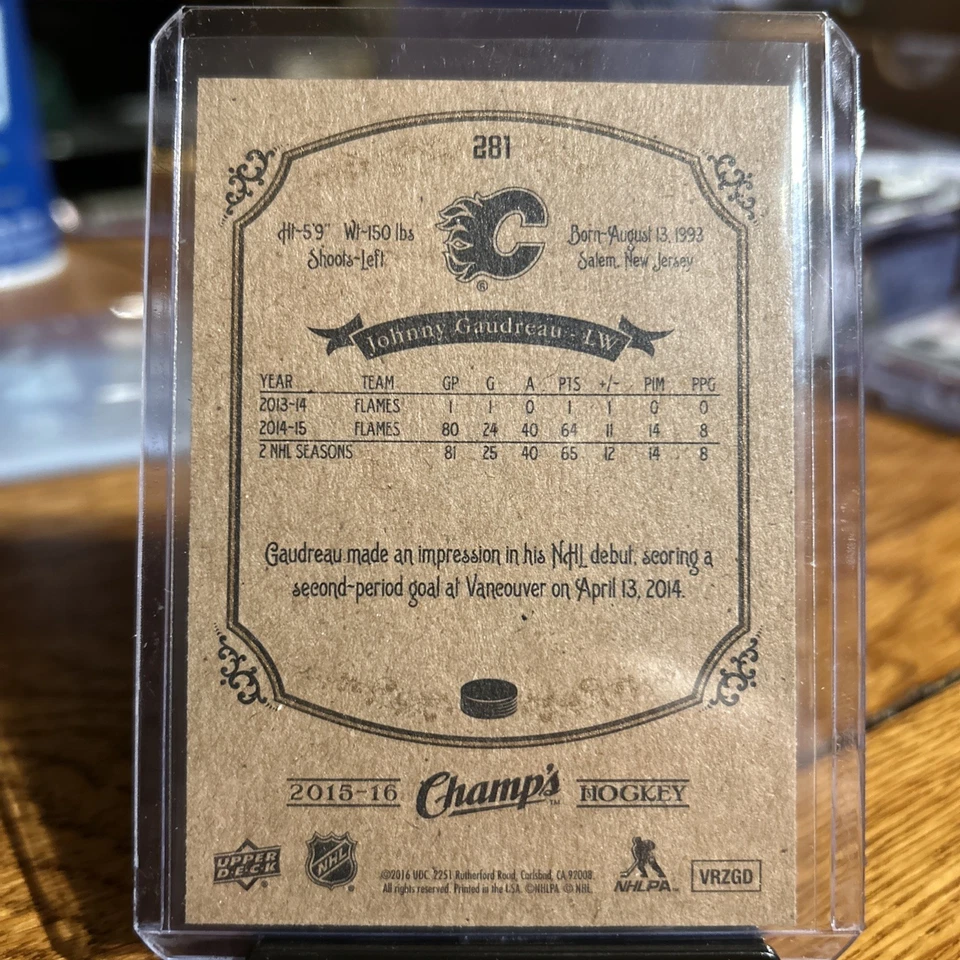 281
Ht-5'9" Wt-150 lbs
Shoots-Left
C
®
Born-August 13, 1993
Salem, New Jersey
Johnny Gaudreau - LW
YEAR TEAM GP G A PTS +/- PIM PPG
2013-14 FLAMES 1 1 0 1 1 0 0
2014-15 FLAMES 80 24 40 64 11 14 8
2 NHL SEASONS 81 25 40 65 12 14 8
Gaudreau made an impression in his NHL debut, scoring a
second-period goal at Vancouver on April 13, 2014.
2015-16 Champ's™ HOCKEY
UPPER
DECK®
NHL®
©2016 UDC. 2251 Rutherford Road, Carlsbad, CA 92008.
All rights reserved. Printed in the U.S.A. ©NHLPA © NHL.
NHLPA™
VRZGD